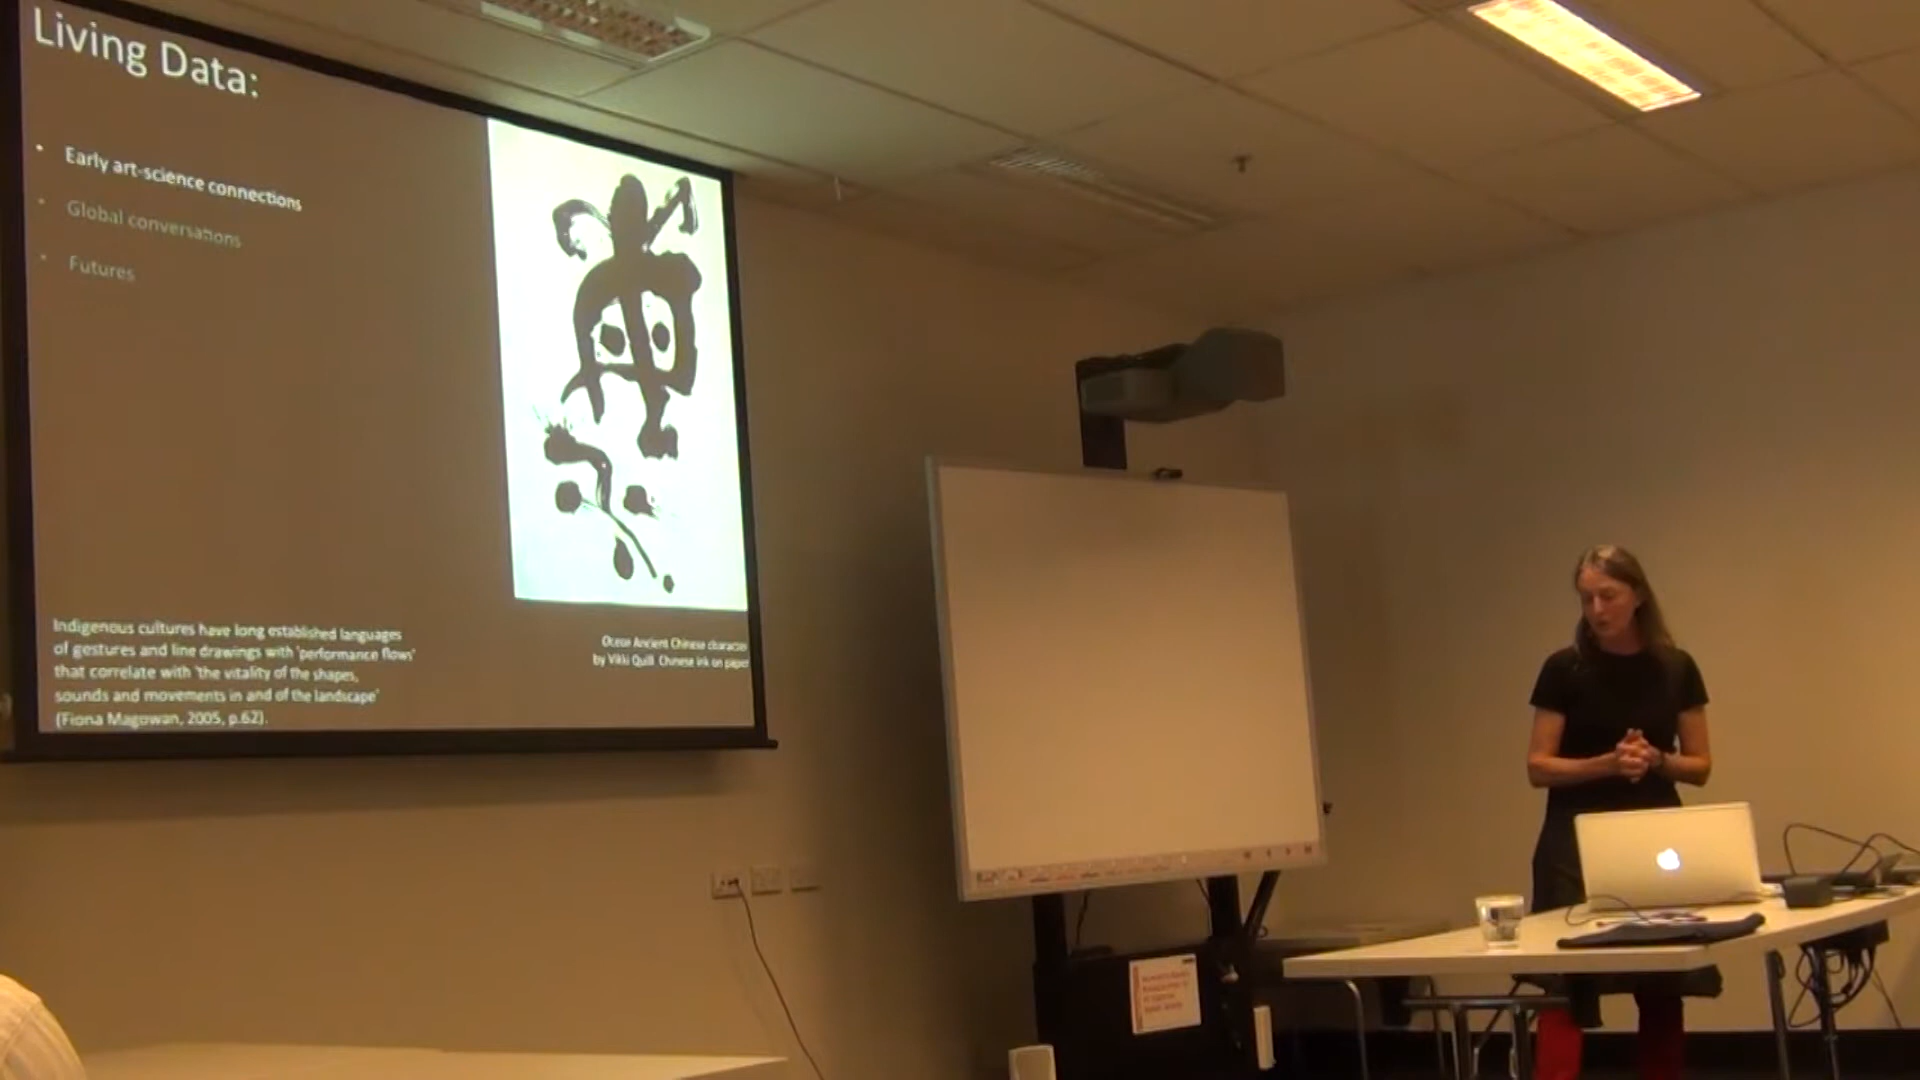 Living Data:
• Early art-science connections
• Global conversations
• Futures
Indigenous cultures have long established languages
of gestures and line drawings with 'performance flows'
that correlate with 'the vitality of the shapes,
sounds and movements in and of the landscape'
(Fiona Magowan, 2005, p.62).
Ancient Chinese character
by Vikki Quill Chinese ink on paper